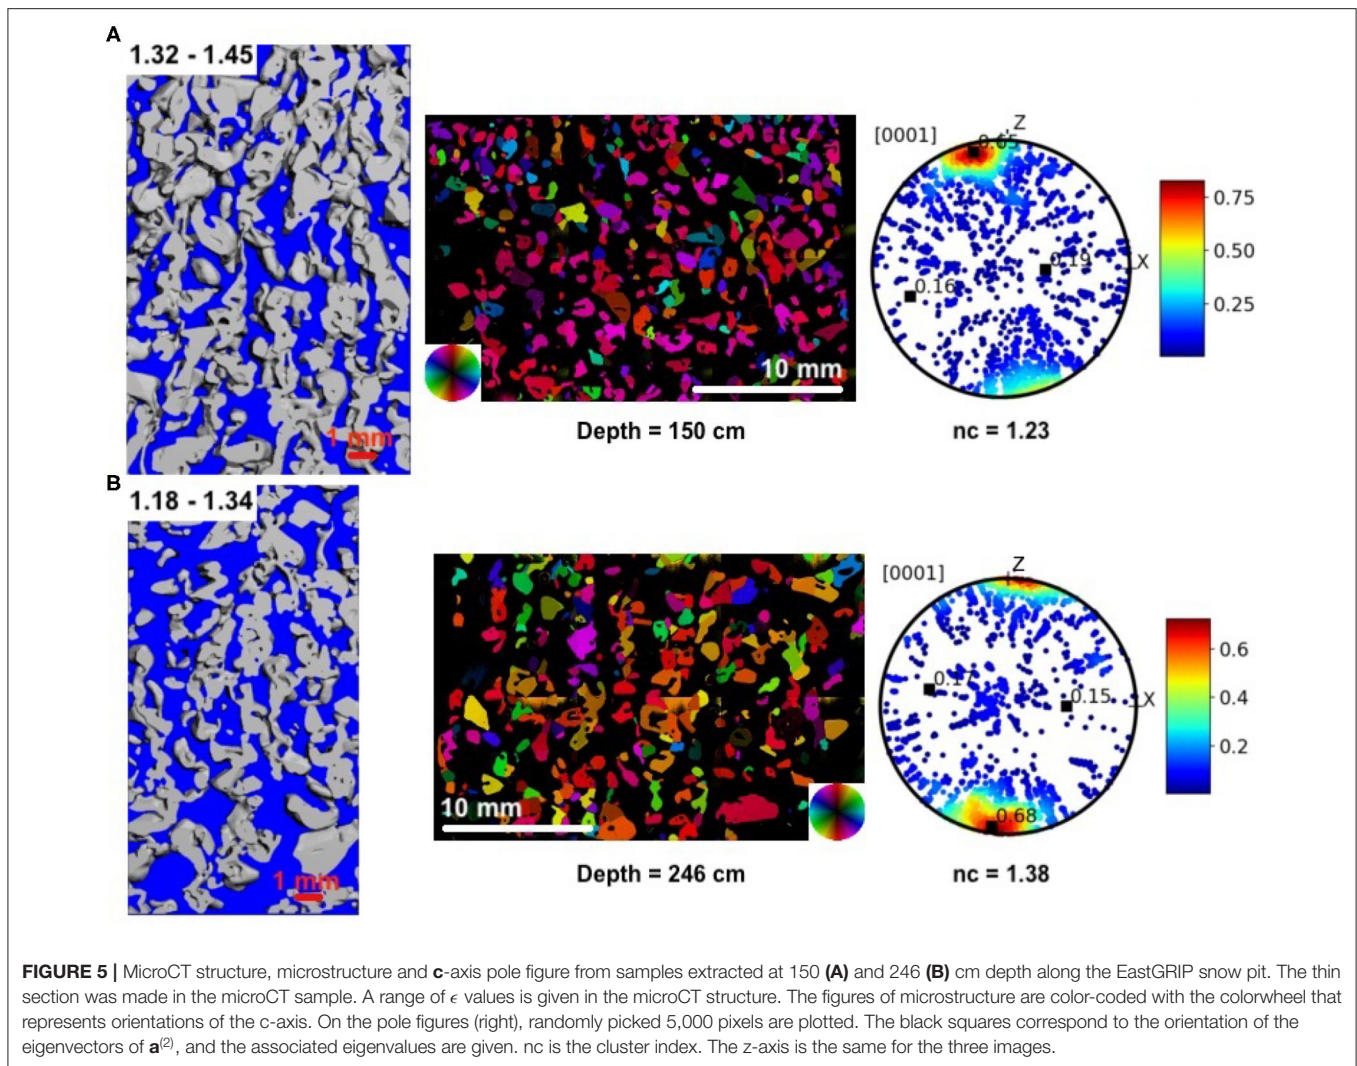 A
1.32 - 1.45
1 mm
10 mm
Depth = 150 cm
[0001]
Z
0.65
0.19
X
0.16
0.75
0.50
0.25
nc = 1.23
B
1.18 - 1.34
1 mm
10 mm
Depth = 246 cm
[0001]
Z
0.17
0.15
X
0.68
0.6
0.4
0.2
nc = 1.38
FIGURE 5 | MicroCT structure, microstructure and c-axis pole figure from samples extracted at 150 (A) and 246 (B) cm depth along the EastGRIP snow pit. The thin
section was made in the microCT sample. A range of ϵ values is given in the microCT structure. The figures of microstructure are color-coded with the colorwheel that
represents orientations of the c-axis. On the pole figures (right), randomly picked 5,000 pixels are plotted. The black squares correspond to the orientation of the
eigenvectors of a⁽²⁾, and the associated eigenvalues are given. nc is the cluster index. The z-axis is the same for the three images.